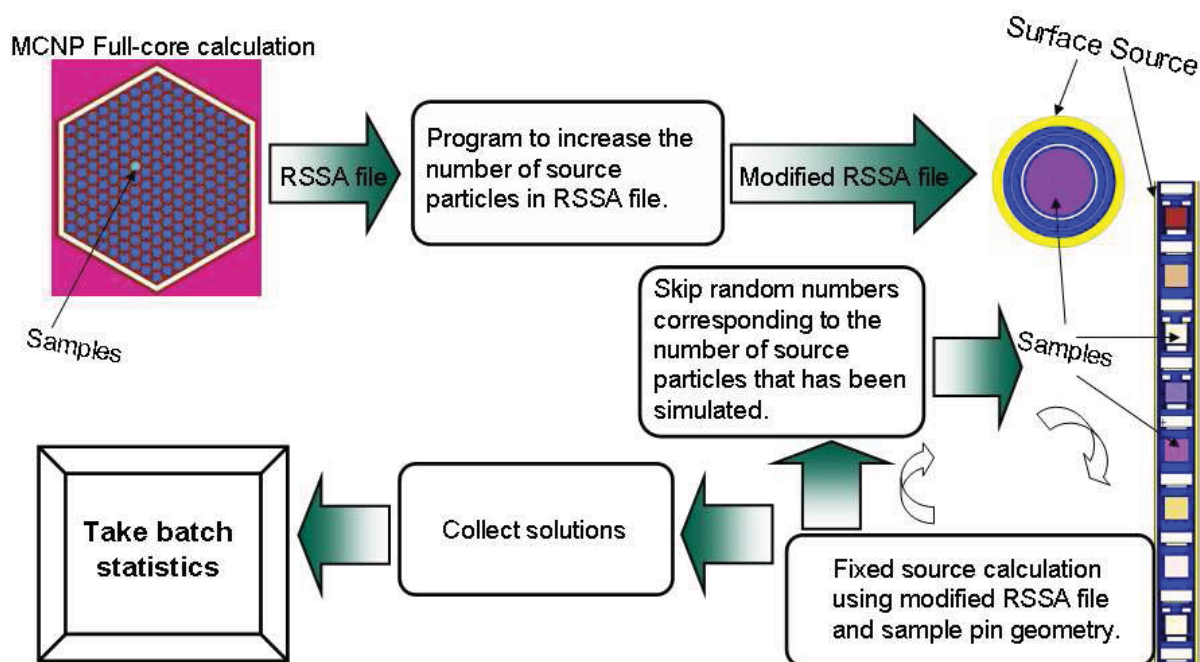 MCNP Full-core calculation
Samples
RSSA file
Program to increase the
number of source
particles in RSSA file.
Modified RSSA file
Surface Source
Skip random numbers
corresponding to the
number of source
particles that has been
simulated.
Samples
Fixed source calculation
using modified RSSA file
and sample pin geometry.
Collect solutions
Take batch
statistics